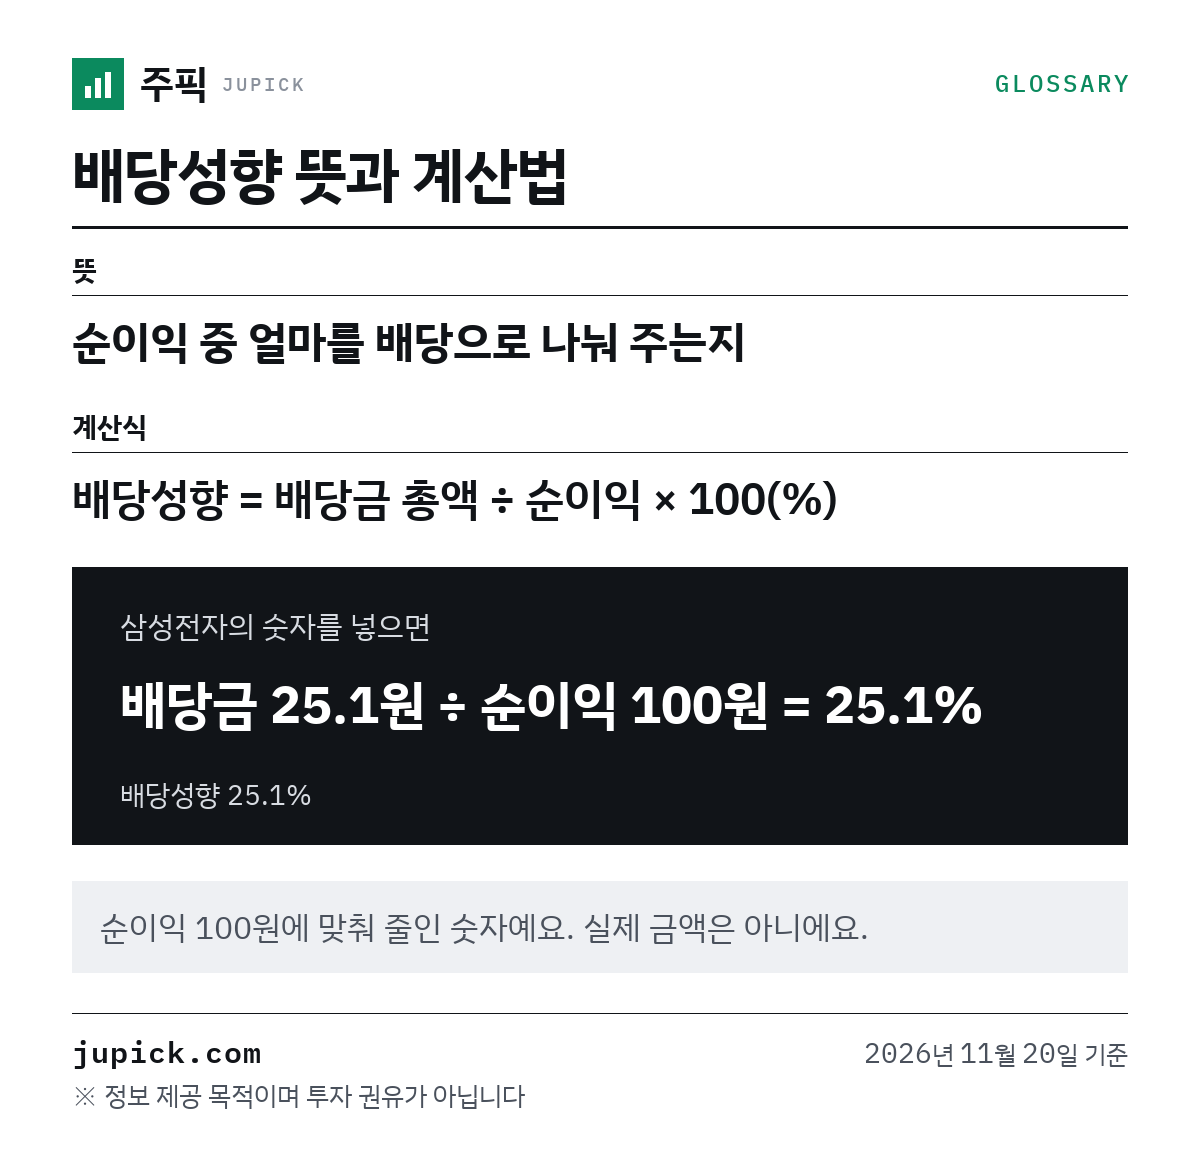 주픽 JUPICK
GLOSSARY
배당성향 뜻과 계산법
뜻
순이익 중 얼마를 배당으로 나눠 주는지
계산식
배당성향 = 배당금 총액 ÷ 순이익 × 100(%)
삼성전자의 숫자를 넣으면
배당금 25.1원 ÷ 순이익 100원 = 25.1%
배당성향 25.1%
순이익 100원에 맞춰 줄인 숫자예요. 실제 금액은 아니에요.
jupick.com
2026년 11월 20일 기준
※ 정보 제공 목적이며 투자 권유가 아닙니다